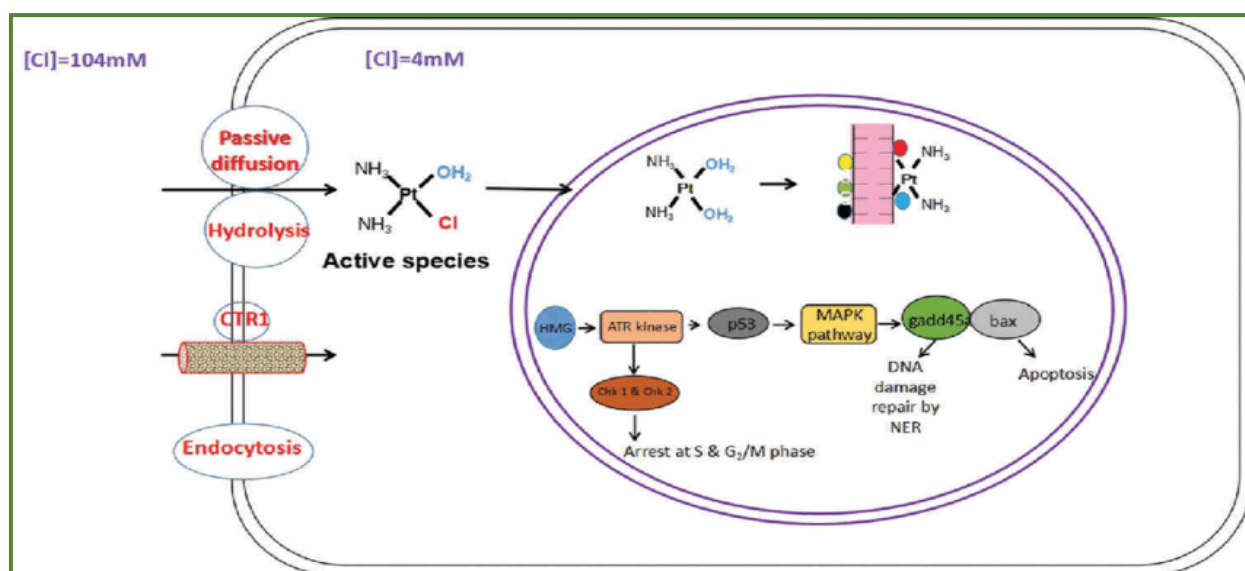 [Cl]=104mM
[Cl]=4mM
Passive
diffusion
Hydrolysis
CTR1
Endocytosis
NH₃
OH₂
Pt
NH₃
Cl
Active species
NH₃
OH₂
Pt
NH₃
OH₂
NH₃
Pt
NH₃
HMG
ATR kinase
p53
MAPK
pathway
gadd45a
bax
Chk 1 & Chk 2
Arrest at S & G₂/M phase
DNA
damage
repair by
NER
Apoptosis